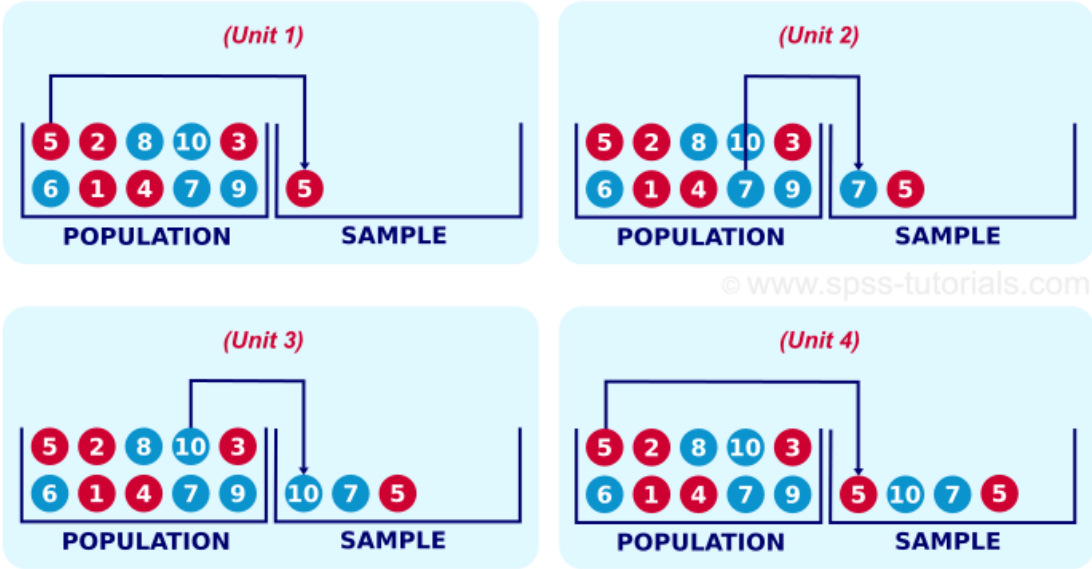 (Unit 1)
5 2 8 10 3
6 1 4 7 9 5
POPULATION SAMPLE
(Unit 2)
5 2 8 10 3
6 1 4 7 9 7 5
POPULATION SAMPLE
© www.spss-tutorials.com
(Unit 3)
5 2 8 10 3
6 1 4 7 9 10 7 5
POPULATION SAMPLE
(Unit 4)
5 2 8 10 3
6 1 4 7 9 5 10 7 5
POPULATION SAMPLE